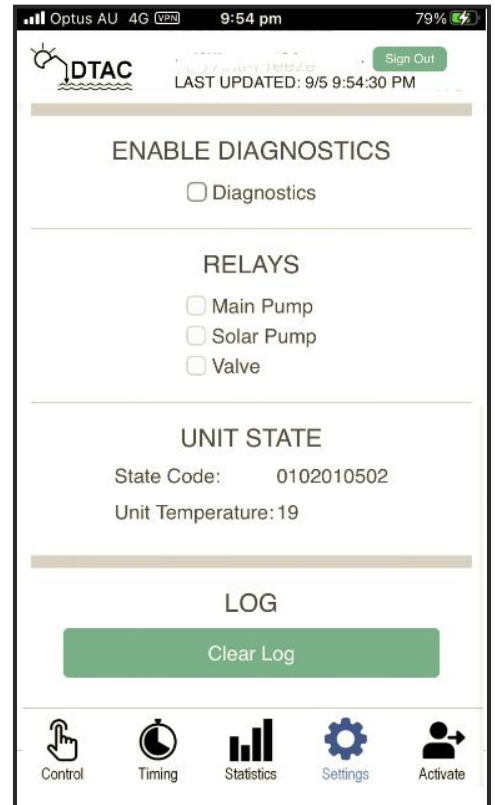 Optus AU 4G VPN 9:54 pm 79%
DTAC
Sign Out
LAST UPDATED: 9/5 9:54:30 PM
ENABLE DIAGNOSTICS
Diagnostics
RELAYS
Main Pump
Solar Pump
Valve
UNIT STATE
State Code: 0102010502
Unit Temperature: 19
LOG
Clear Log
Control Timing Statistics Settings Activate